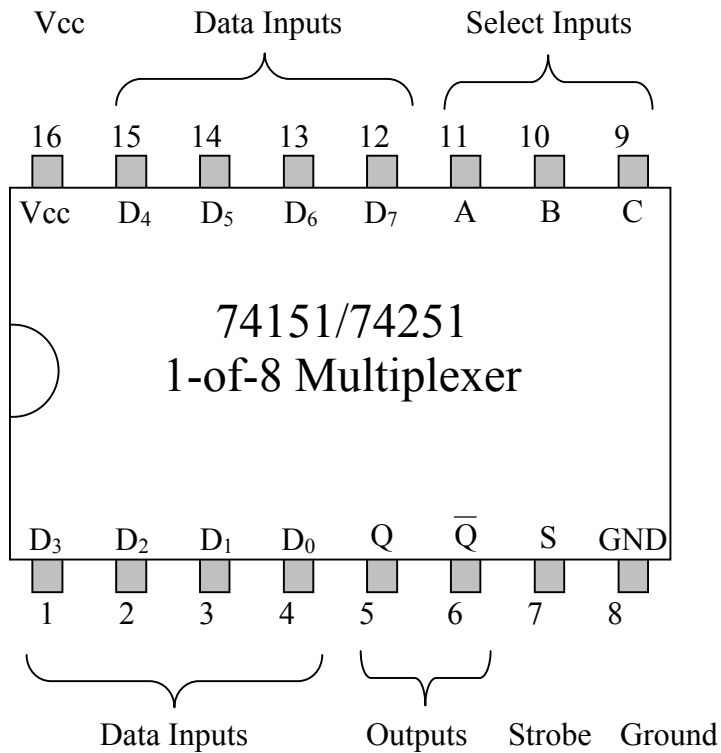 Vcc Data Inputs Select Inputs
16 15 14 13 12 11 10 9
Vcc D₄ D₅ D₆ D₇ A B C
74151/74251
1-of-8 Multiplexer
D₃ D₂ D₁ D₀ Q Q̅ S GND
1 2 3 4 5 6 7 8
Data Inputs Outputs Strobe Ground